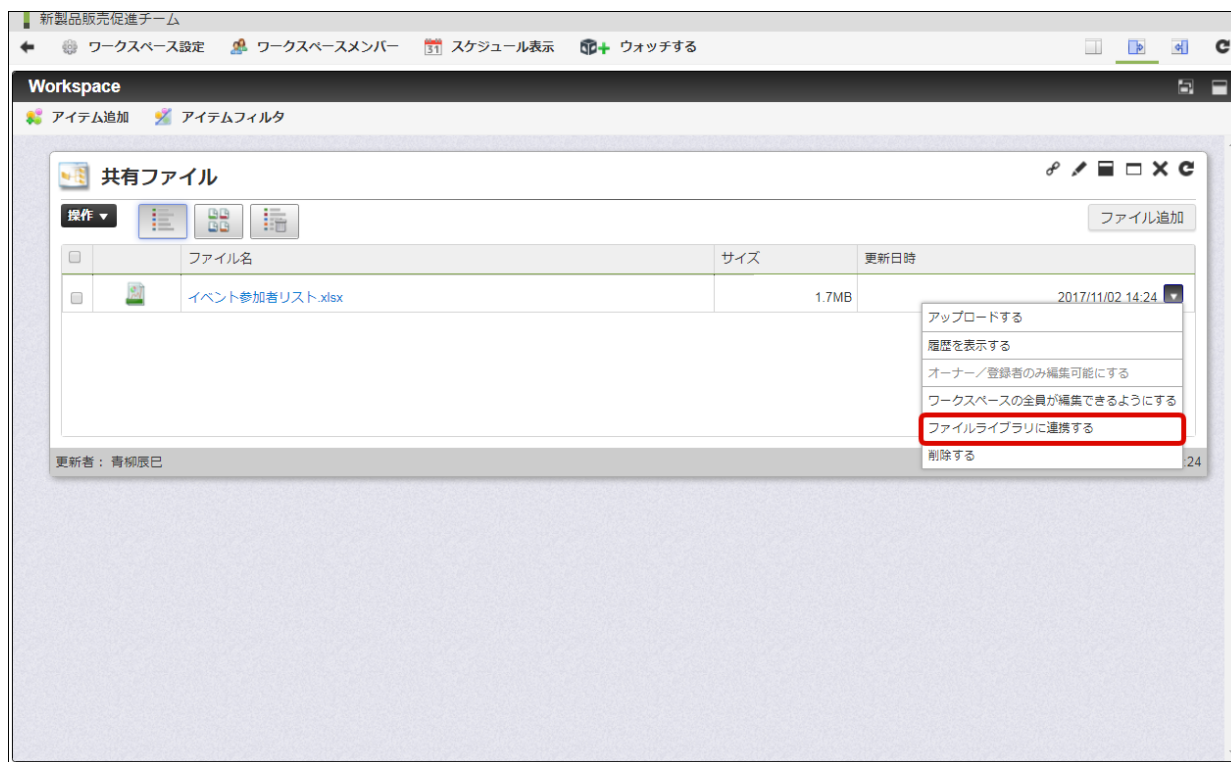 新製品販売促進チーム
ワークスペース設定 ワークスペースメンバー 31 スケジュール表示 ウォッチする
Workspace
アイテム追加 アイテムフィルタ
共有ファイル
操作 ▼ ファイル追加
ファイル名 サイズ 更新日時
イベント参加者リスト.xlsx 1.7MB 2017/11/02 14:24
アップロードする
履歴を表示する
オーナー／登録者のみ編集可能にする
ワークスペースの全員が編集できるようにする
ファイルライブラリに連携する
削除する
更新者： 青柳辰巳 :24